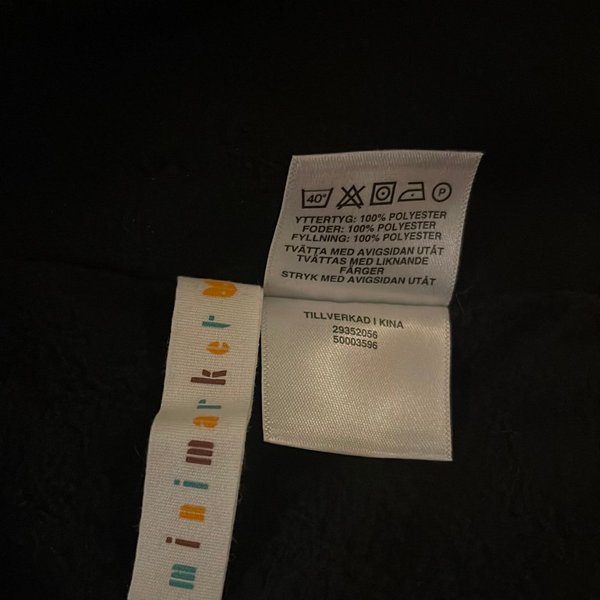 40°
P
YTTERTYG: 100% POLYESTER
FODER: 100% POLYESTER
FYLLNING: 100% POLYESTER
TVÄTTA MED AVIGSIDAN UTÅT
TVÄTTAS MED LIKNANDE
FÄRGER
STRYK MED AVIGSIDAN UTÅT
TILLVERKAD I KINA
29352056
50003596
minimarket